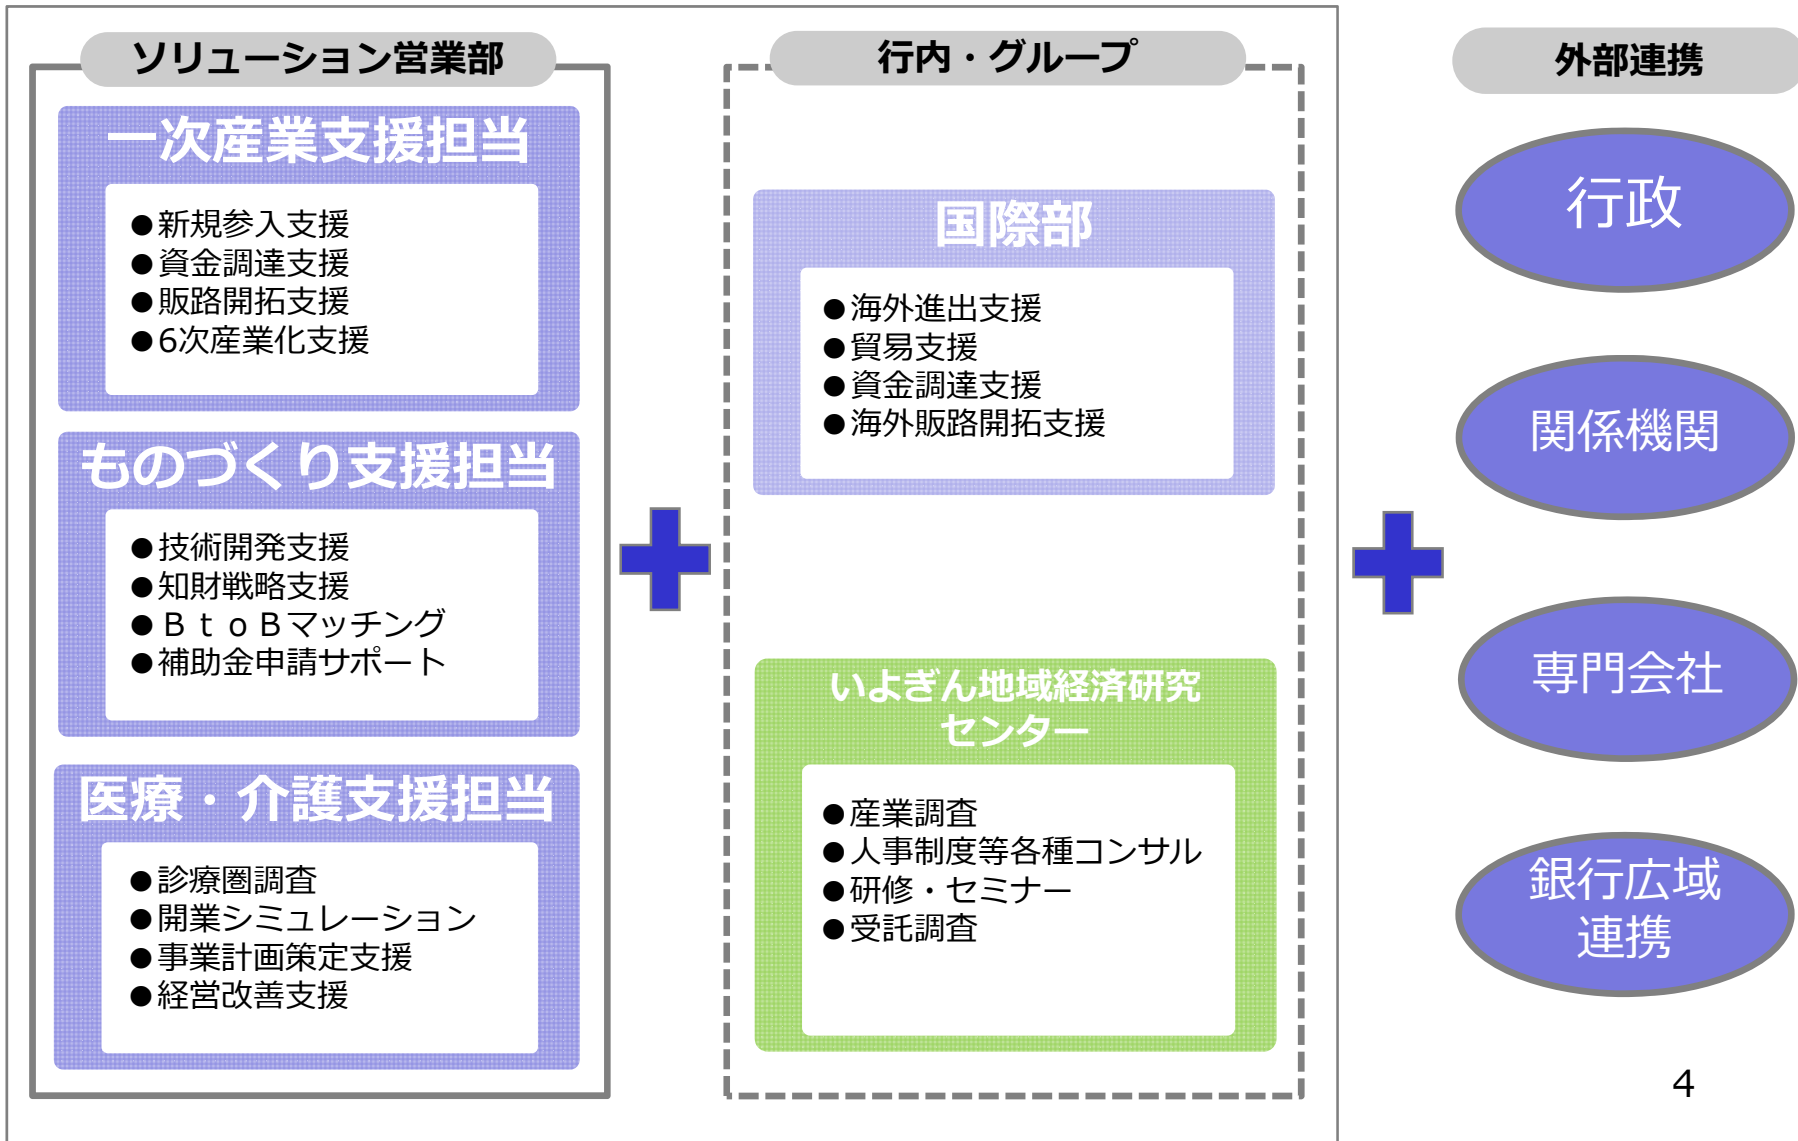 ソリューション営業部
一次産業支援担当
●新規参入支援
●資金調達支援
●販路開拓支援
●6次産業化支援
ものづくり支援担当
●技術開発支援
●知財戦略支援
●ＢｔｏＢマッチング
●補助金申請サポート
医療・介護支援担当
●診療圏調査
●開業シミュレーション
●事業計画策定支援
●経営改善支援
行内・グループ
国際部
●海外進出支援
●貿易支援
●資金調達支援
●海外販路開拓支援
いよぎん地域経済研究
センター
●産業調査
●人事制度等各種コンサル
●研修・セミナー
●受託調査
外部連携
行政
関係機関
専門会社
銀行広域
連携
4